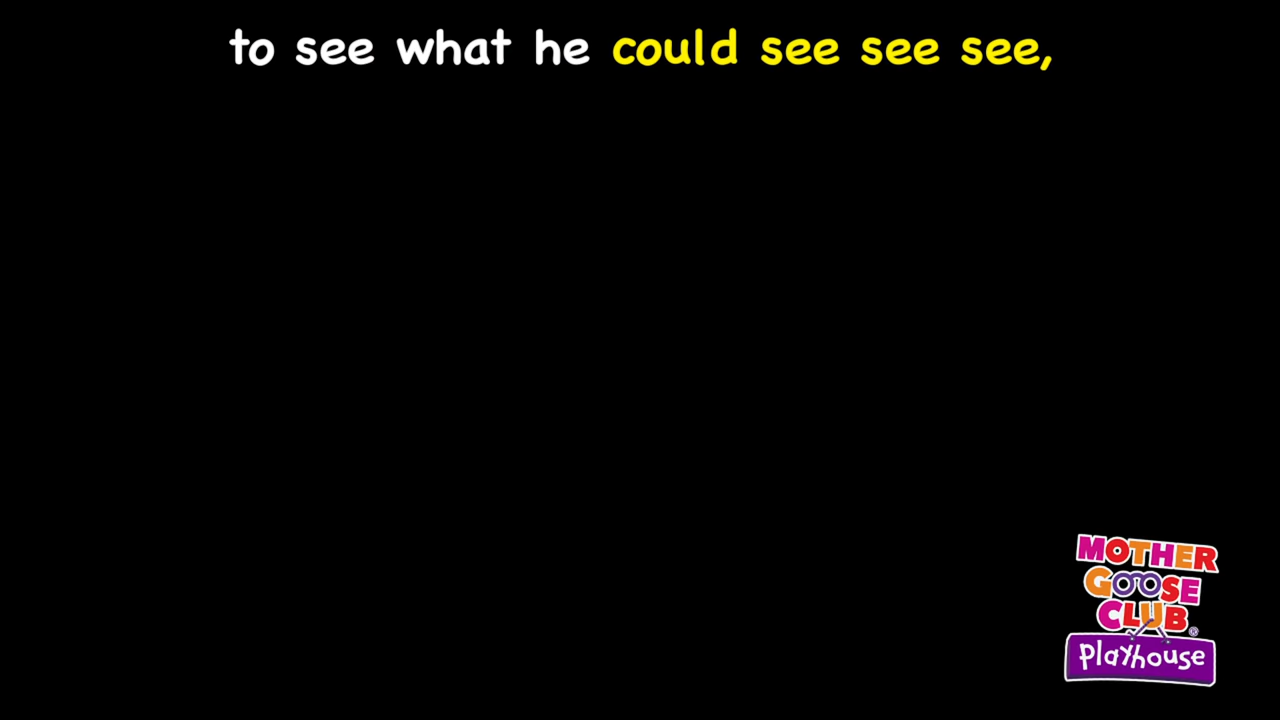 to see what he could see see see,
MOTHER
GOOSE
CLUB®
Playhouse